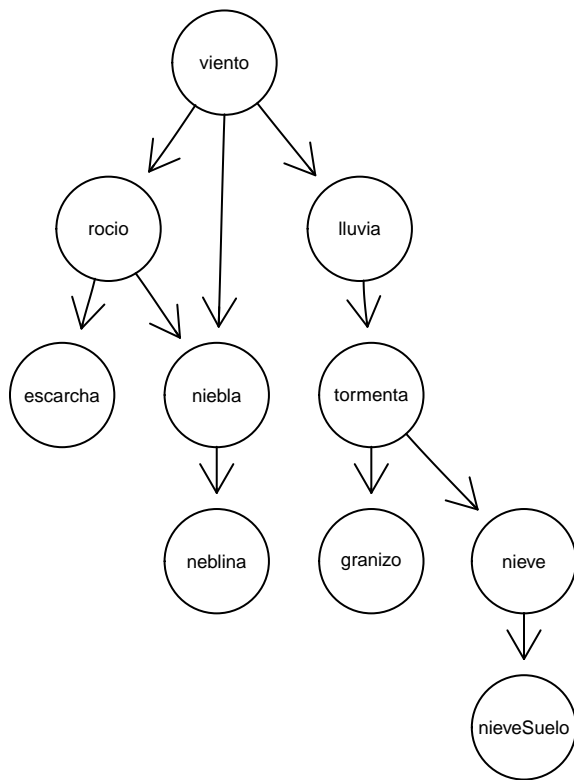 viento
rocio
lluvia
escarcha
niebla
tormenta
neblina
granizo
nieve
nieveSuelo